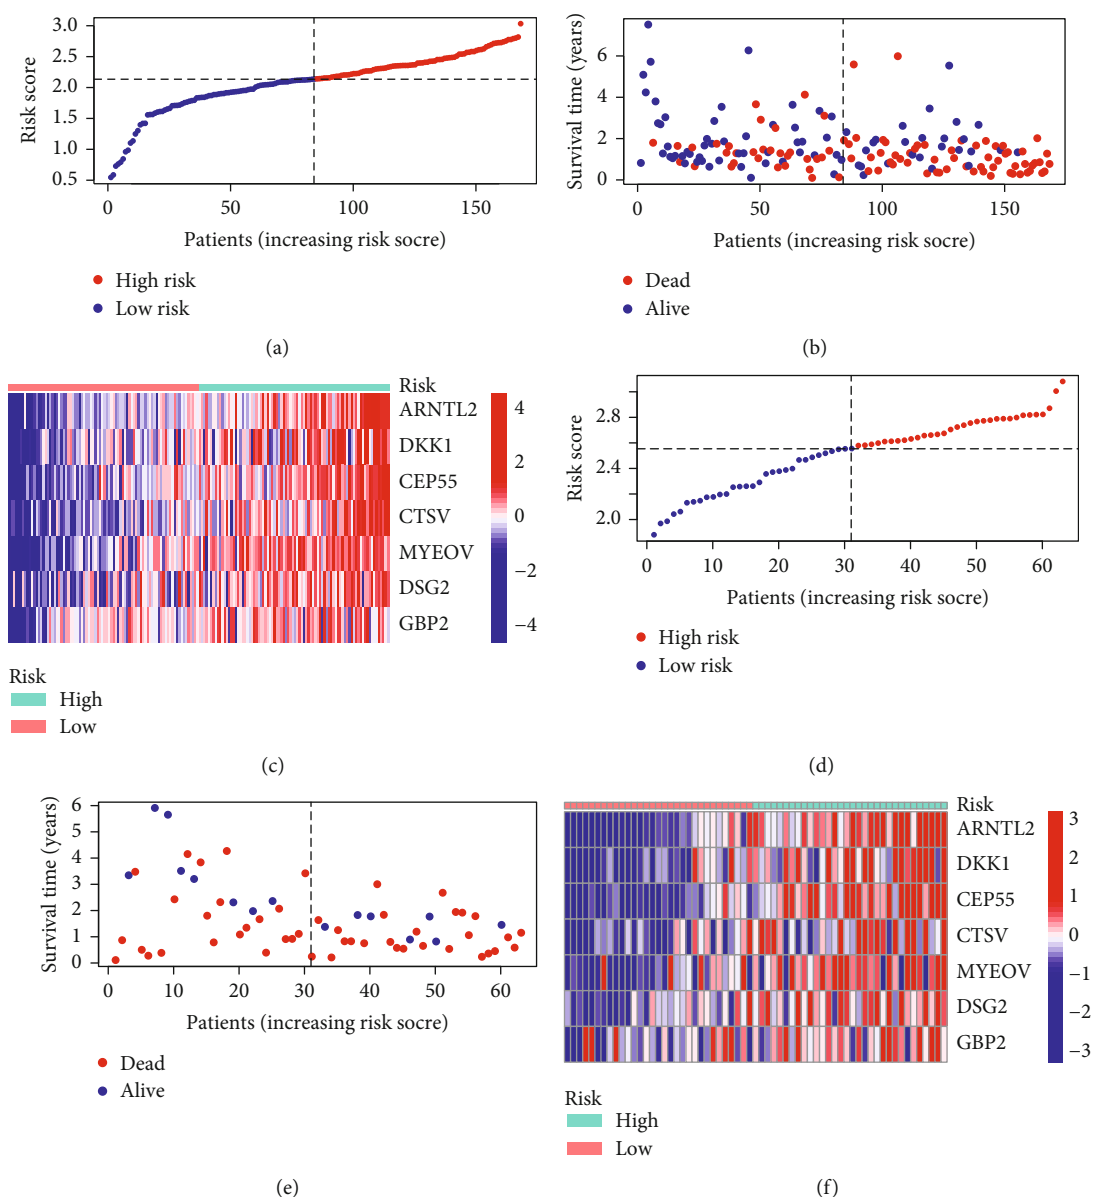 3.0
2.5
2.0
1.5
1.0
0.5
Risk score
0
50
100
150
Patients (increasing risk socre)
High risk
Low risk
(a)
6
4
2
0
Survival time (years)
0
50
100
150
Patients (increasing risk socre)
Dead
Alive
(b)
Risk
ARNTL2
DKK1
CEP55
CTSV
MYEOV
DSG2
GBP2
4
2
0
−2
−4
Risk
High
Low
(c)
2.8
2.4
2.0
Risk score
0
10
20
30
40
50
60
Patients (increasing risk socre)
High risk
Low risk
(d)
6
5
4
3
2
1
0
Survival time (years)
0
10
20
30
40
50
60
Patients (increasing risk socre)
Dead
Alive
(e)
Risk
ARNTL2
DKK1
CEP55
CTSV
MYEOV
DSG2
GBP2
3
2
1
0
−1
−2
−3
Risk
High
Low
(f)